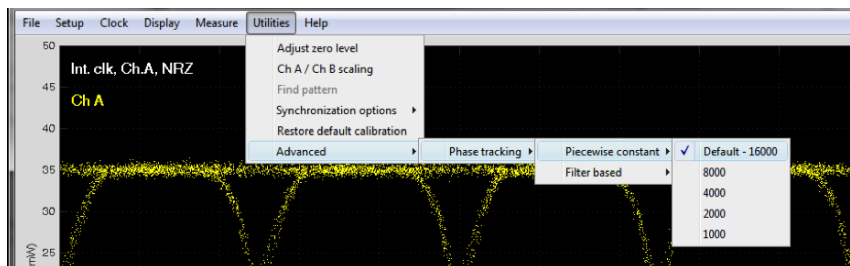 File Setup Clock Display Measure Utilities Help
50
Int. clk, Ch.A, NRZ
Ch A
45
40
35
30
25
mW)
Adjust zero level
Ch A / Ch B scaling
Find pattern
Synchronization options
Restore default calibration
Advanced
Phase tracking
Piecewise constant
Filter based
Default - 16000
8000
4000
2000
1000